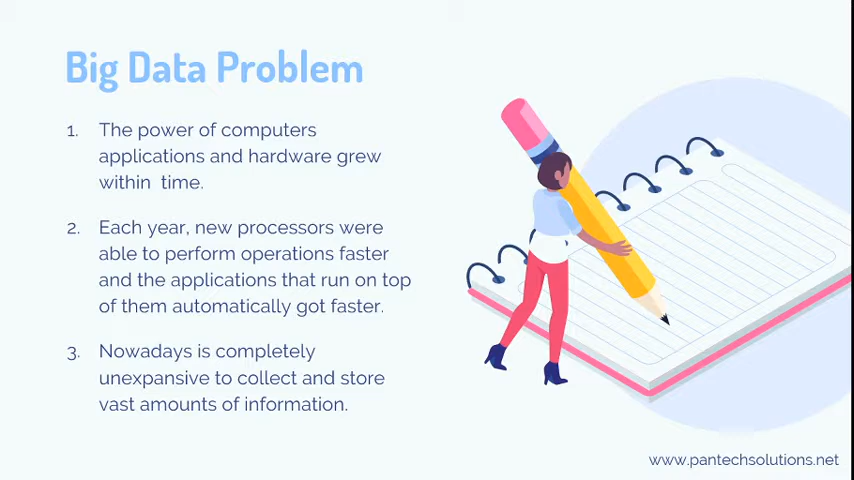 Big Data Problem
1. The power of computers
applications and hardware grew
within time.
2. Each year, new processors were
able to perform operations faster
and the applications that run on top
of them automatically got faster.
3. Nowadays is completely
unexpansive to collect and store
vast amounts of information.
www.pantechsolutions.net